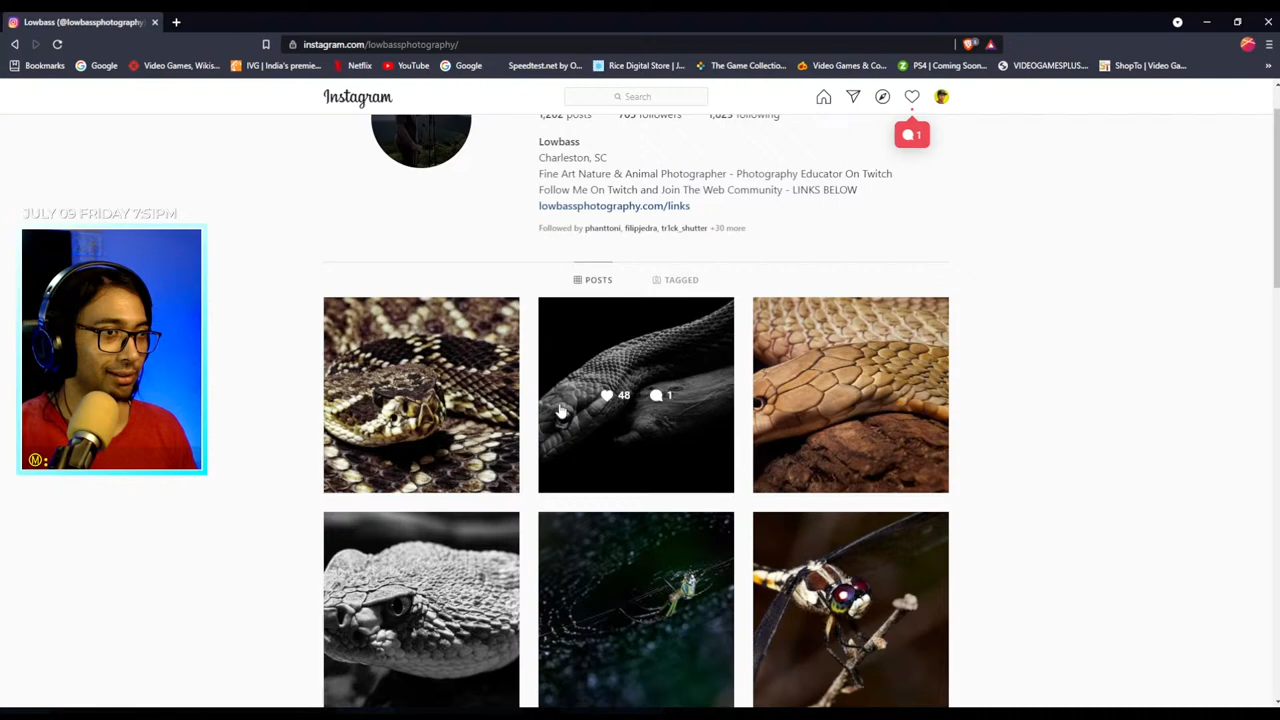 Lowbass (@lowbassphotography)
instagram.com/lowbassphotography/
Bookmarks Google Video Games, Wikis... IVG | India's premie... Netflix YouTube Google Speedtest.net by O... Rice Digital Store | J... The Game Collectio... Video Games & Co... PS4 | Coming Soon... VIDEOGAMESPLUS... ShopTo | Video Ga... »
Instagram Search
1
posts followers following
Lowbass
Charleston, SC
Fine Art Nature & Animal Photographer - Photography Educator On Twitch
Follow Me On Twitch and Join The Web Community - LINKS BELOW
lowbassphotography.com/links
Followed by phanttoni, filipjedra, tr1ck_shutter +30 more
JULY 09 FRIDAY 7:51PM
POSTS TAGGED
48 1
M: